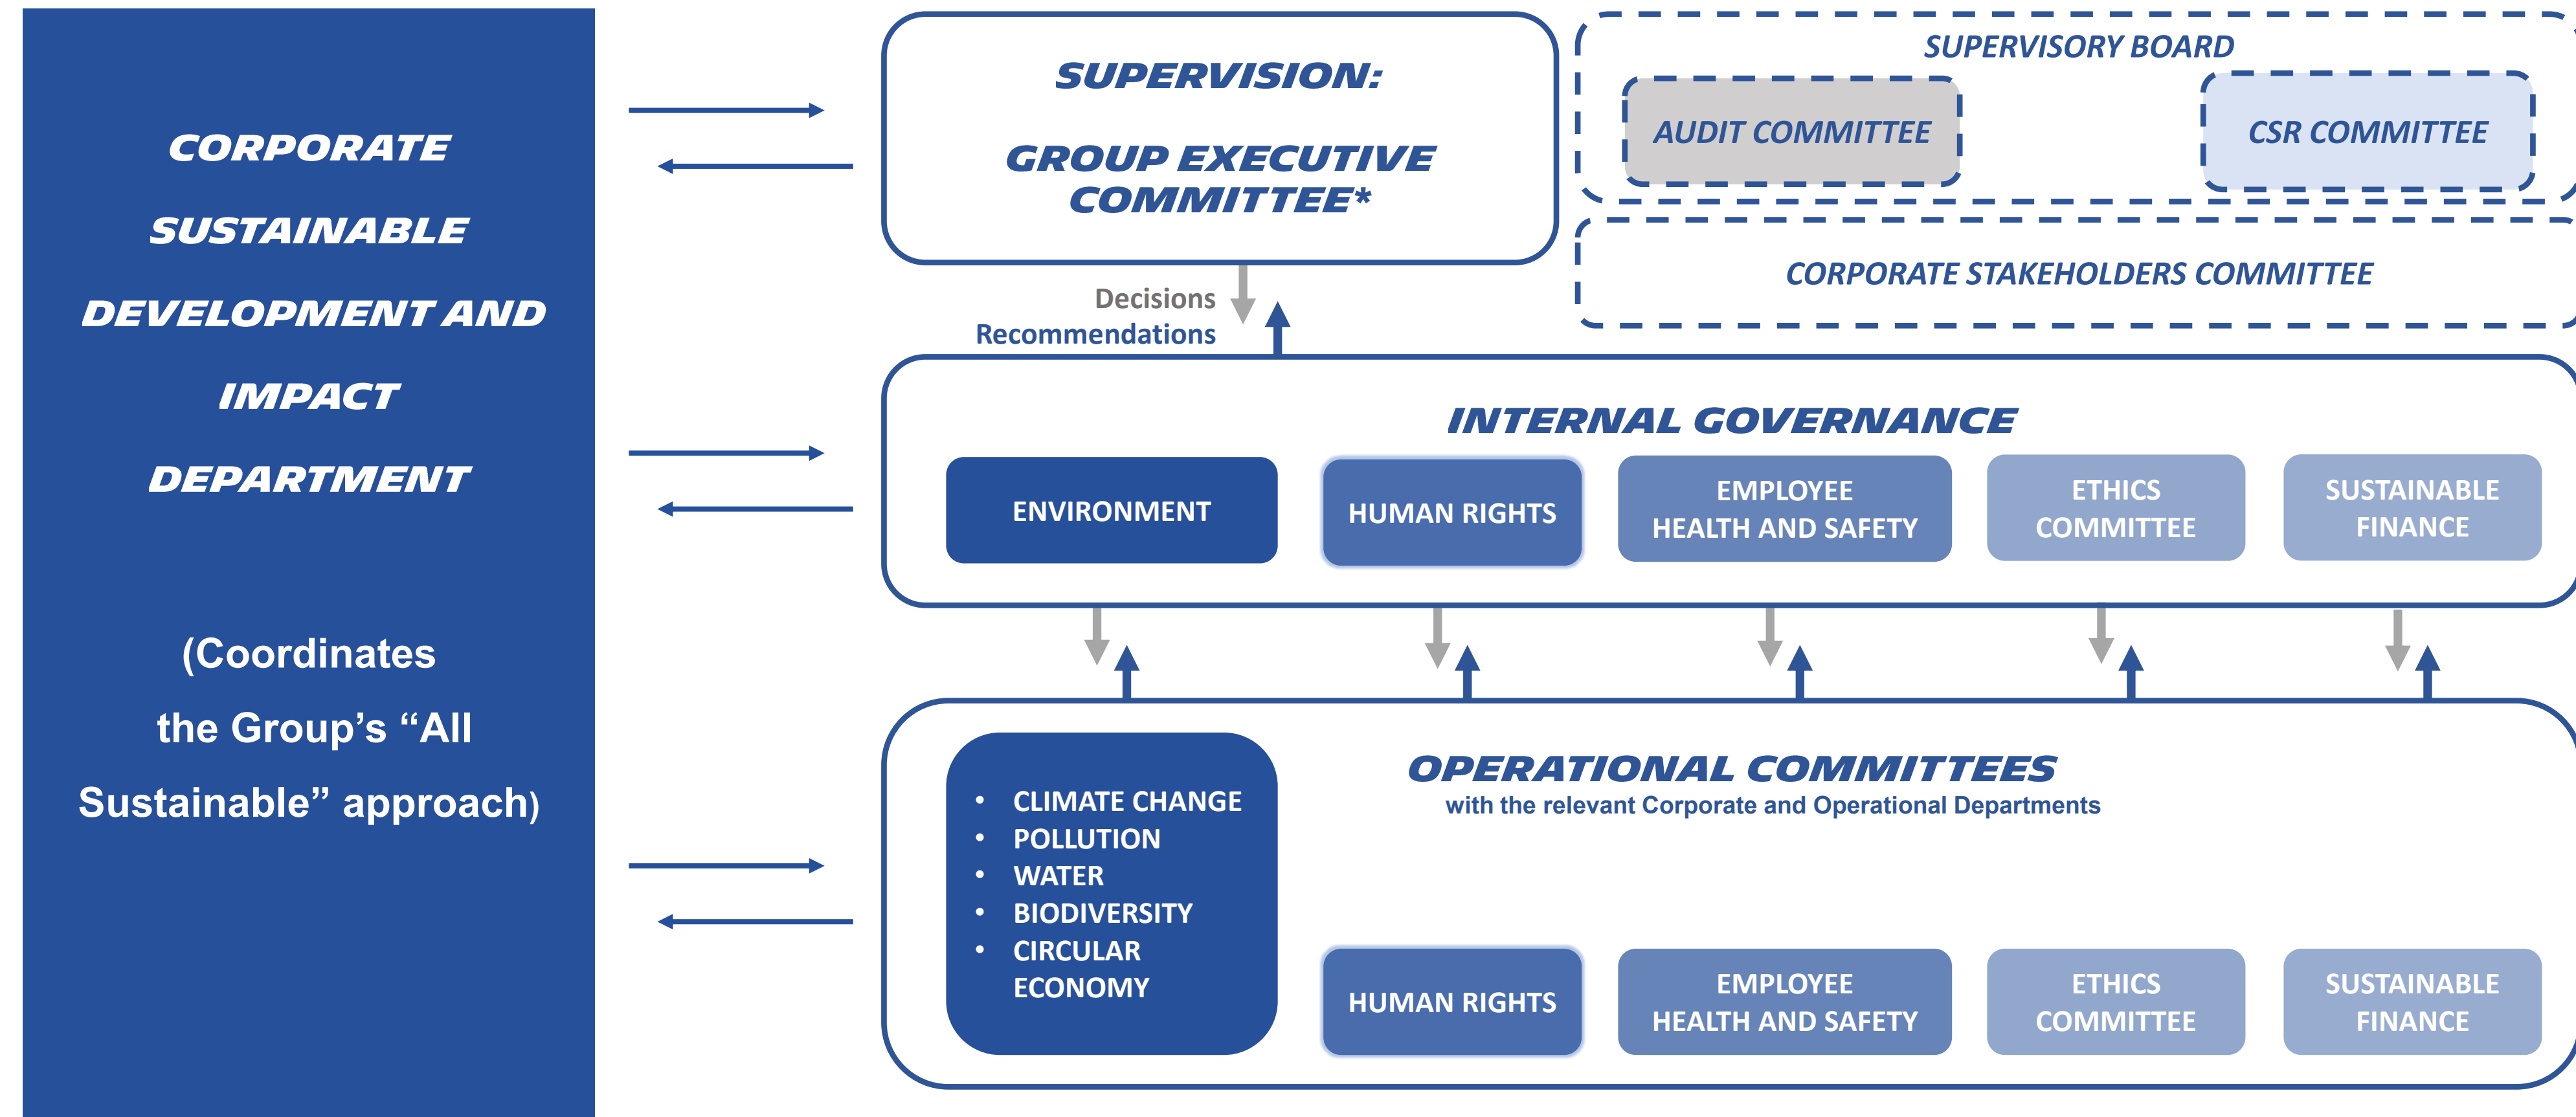 CORPORATE
SUSTAINABLE
DEVELOPMENT AND
IMPACT
DEPARTMENT
(Coordinates
the Group’s “All
Sustainable” approach)
SUPERVISION:
GROUP EXECUTIVE
COMMITTEE*
SUPERVISORY BOARD
AUDIT COMMITTEE
CSR COMMITTEE
CORPORATE STAKEHOLDERS COMMITTEE
Decisions
Recommendations
INTERNAL GOVERNANCE
ENVIRONMENT
HUMAN RIGHTS
EMPLOYEE
HEALTH AND SAFETY
ETHICS
COMMITTEE
SUSTAINABLE
FINANCE
OPERATIONAL COMMITTEES
with the relevant Corporate and Operational Departments
• CLIMATE CHANGE
• POLLUTION
• WATER
• BIODIVERSITY
• CIRCULAR
ECONOMY
HUMAN RIGHTS
EMPLOYEE
HEALTH AND SAFETY
ETHICS
COMMITTEE
SUSTAINABLE
FINANCE